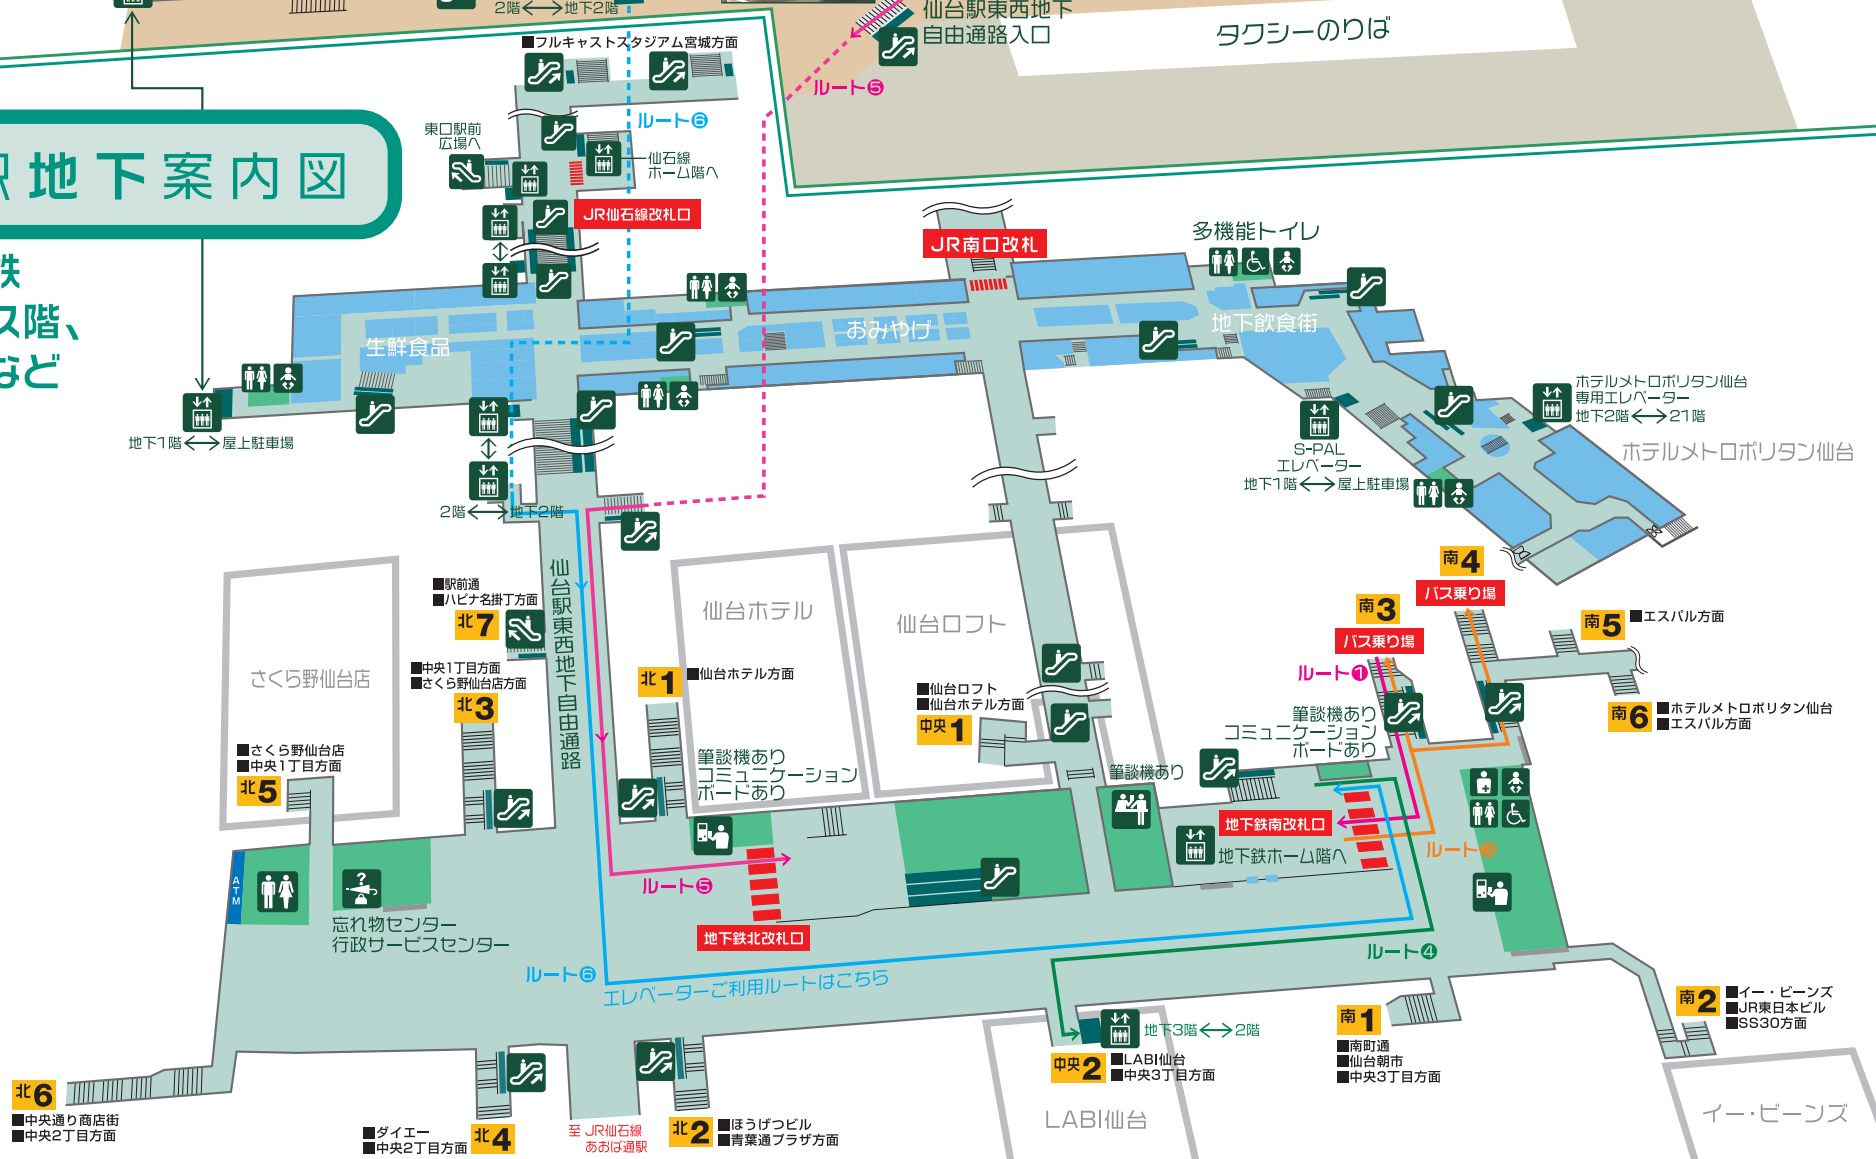 2階⟷地下2階
仙台駅東西地下
自由通路入口
タクシーのりば
■フルキャストスタジアム宮城方面
ルート❺
ルート❻
東口駅前
広場へ
仙石線
ホーム階へ
駅地下案内図
JR仙石線改札口
JR南口改札
多機能トイレ
鉄
ス階、
など
生鮮食品
おみやげ
地下飲食街
地下1階⟷屋上駐車場
ホテルメトロポリタン仙台
専用エレベーター
地下2階⟷21階
ホテルメトロポリタン仙台
S-PAL
エレベーター
地下1階⟷屋上駐車場
2階⟷地下2階
仙台駅東西地下自由通路
■駅前通
■ハピナ名掛丁方面
北7
■中央1丁目方面
■さくら野仙台店方面
北3
さくら野仙台店
仙台ホテル
仙台ロフト
北1
■仙台ホテル方面
■仙台ロフト
■仙台ホテル方面
中央1
南4
バス乗り場
南3
バス乗り場
南5
■エスパル方面
ルート❶
南6
■ホテルメトロポリタン仙台
■エスパル方面
■さくら野仙台店
■中央1丁目方面
北5
筆談機あり
コミュニケーション
ボードあり
筆談機あり
筆談機あり
コミュニケーション
ボードあり
地下鉄南改札口
地下鉄ホーム階へ
ATM
?
忘れ物センター
行政サービスセンター
ルート❺
地下鉄北改札口
ルート❻
エレベーターご利用ルートはこちら
ルート❹
地下3階⟷2階
中央2
■LABI仙台
■中央3丁目方面
LABI仙台
南1
■南町通
■仙台朝市
■中央3丁目方面
南2
■イー・ビーンズ
■JR東日本ビル
■SS30方面
イー・ビーンズ
北6
■中央通り商店街
■中央2丁目方面
■ダイエー
■中央2丁目方面
北4
至 JR仙石線
あおば通駅
北2
■ほうげつビル
■青葉通プラザ方面